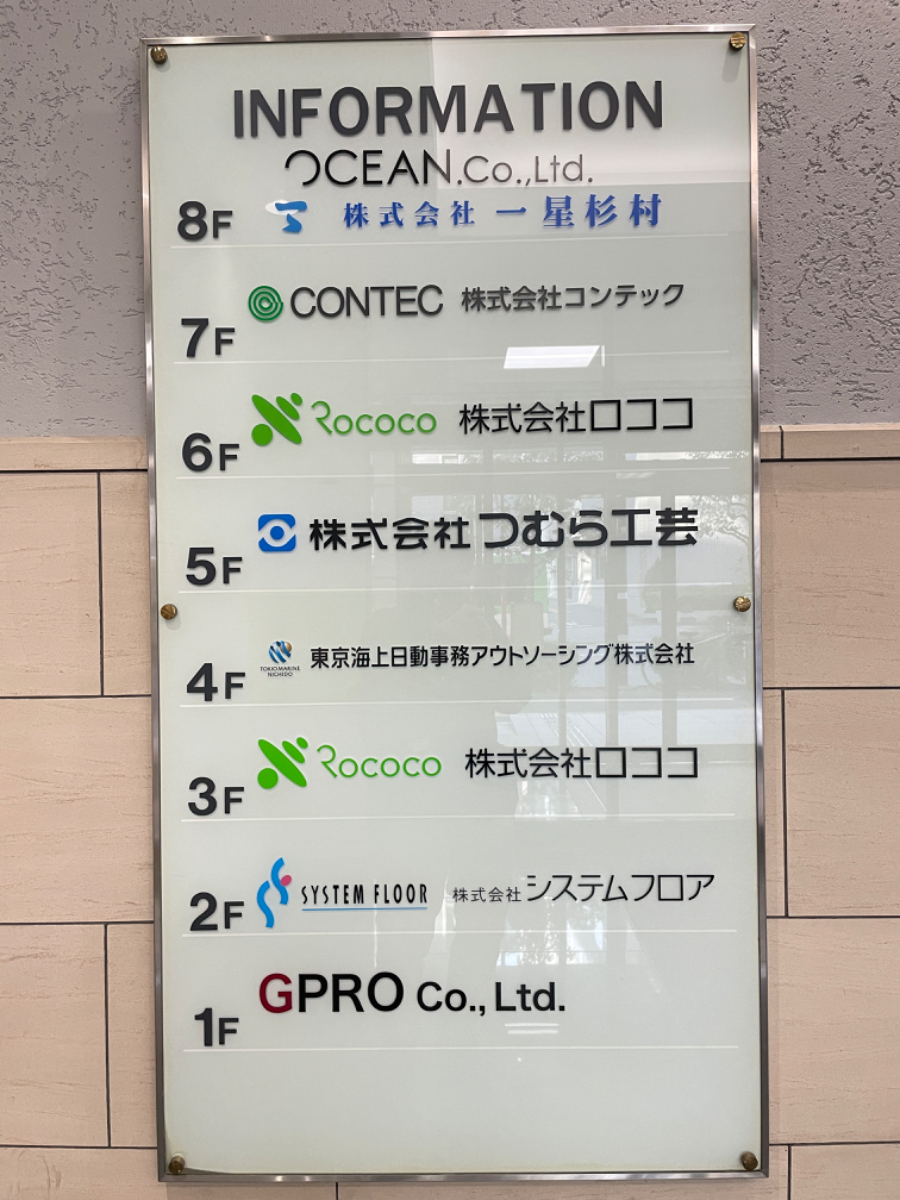 INFORMATION
OCEAN.Co.,Ltd.
8F 株式会社 一星杉村
7F CONTEC 株式会社コンテック
6F Rococo 株式会社ロココ
5F 株式会社 つむら工芸
4F TOKIO MARINE NICHIDO 東京海上日動事務アウトソーシング株式会社
3F Rococo 株式会社ロココ
2F SYSTEM FLOOR 株式会社 システムフロア
1F GPRO Co., Ltd.